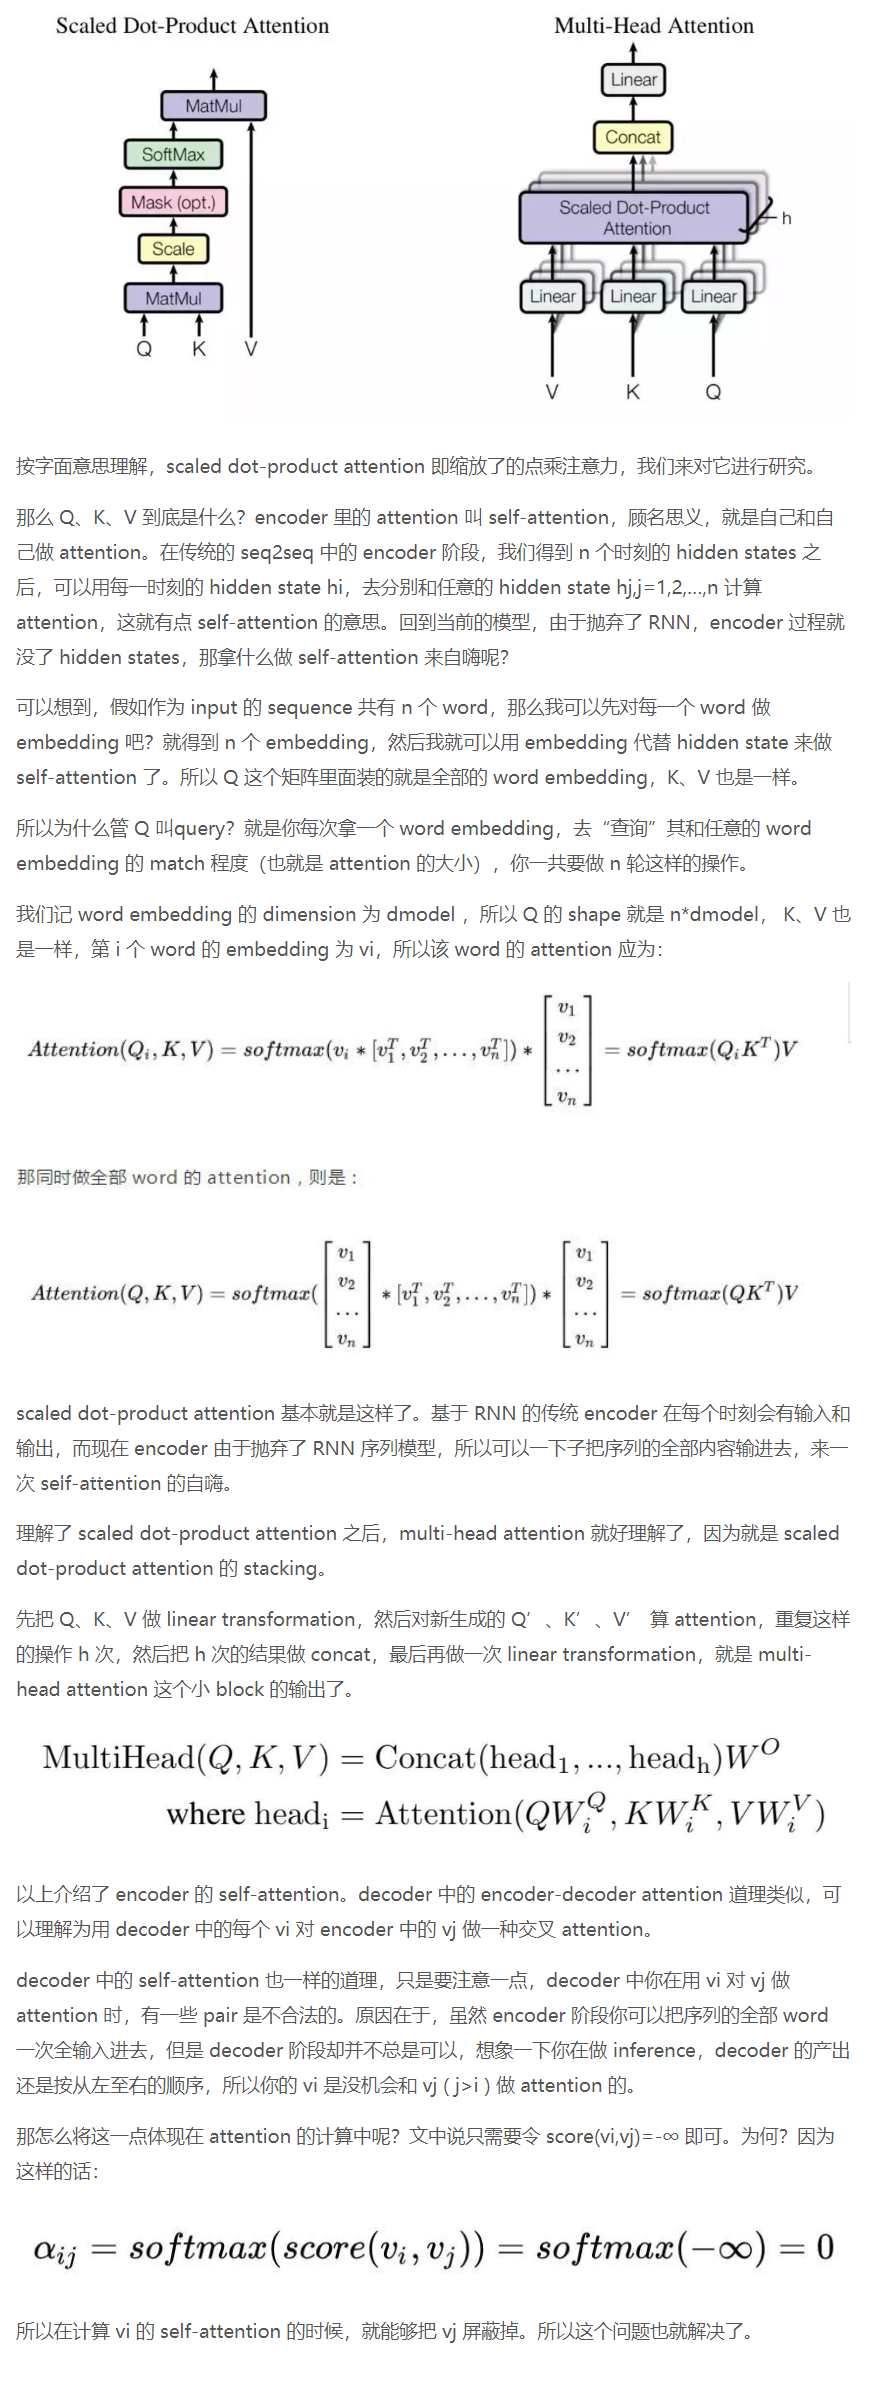 Scaled Dot-Product Attention
MatMul
SoftMax
Mask (opt.)
Scale
MatMul
Q K V
Multi-Head Attention
Linear
Concat
Scaled Dot-Product
Attention
h
Linear Linear Linear
V K Q
按字面意思理解，scaled dot-product attention 即缩放了的点乘注意力，我们来对它进行研究。
那么 Q、K、V 到底是什么？encoder 里的 attention 叫 self-attention，顾名思义，就是自己和自
己做 attention。在传统的 seq2seq 中的 encoder 阶段，我们得到 n 个时刻的 hidden states 之
后，可以用每一时刻的 hidden state hi，去分别和任意的 hidden state hj,j=1,2,…,n 计算
attention，这就有点 self-attention 的意思。回到当前的模型，由于抛弃了 RNN，encoder 过程就
没了 hidden states，那拿什么做 self-attention 来自嗨呢？
可以想到，假如作为 input 的 sequence 共有 n 个 word，那么我可以先对每一个 word 做
embedding 吧？就得到 n 个 embedding，然后我就可以用 embedding 代替 hidden state 来做
self-attention 了。所以 Q 这个矩阵里面装的就是全部的 word embedding，K、V 也是一样。
所以为什么管 Q 叫query？就是你每次拿一个 word embedding，去“查询”其和任意的 word
embedding 的 match 程度（也就是 attention 的大小），你一共要做 n 轮这样的操作。
我们记 word embedding 的 dimension 为 dmodel ，所以 Q 的 shape 就是 n*dmodel， K、V 也
是一样，第 i 个 word 的 embedding 为 vi，所以该 word 的 attention 应为：
Attention(Q_i, K, V) = softmax(v_i * [v_1^T, v_2^T, ..., v_n^T]) * [v_1 v_2 ... v_n] = softmax(Q_i K^T)V
那同时做全部 word 的 attention，则是：
Attention(Q, K, V) = softmax([v_1 v_2 ... v_n] * [v_1^T, v_2^T, ..., v_n^T]) * [v_1 v_2 ... v_n] = softmax(QK^T)V
scaled dot-product attention 基本就是这样了。基于 RNN 的传统 encoder 在每个时刻会有输入和
输出，而现在 encoder 由于抛弃了 RNN 序列模型，所以可以一下子把序列的全部内容输进去，来一
次 self-attention 的自嗨。
理解了 scaled dot-product attention 之后，multi-head attention 就好理解了，因为就是 scaled
dot-product attention 的 stacking。
先把 Q、K、V 做 linear transformation，然后对新生成的 Q’、K’、V’ 算 attention，重复这样
的操作 h 次，然后把 h 次的结果做 concat，最后再做一次 linear transformation，就是 multi-
head attention 这个小 block 的输出了。
MultiHead(Q, K, V) = Concat(head_1, ..., head_h)W^O
where head_i = Attention(QW_i^Q, KW_i^K, VW_i^V)
以上介绍了 encoder 的 self-attention。decoder 中的 encoder-decoder attention 道理类似，可
以理解为用 decoder 中的每个 vi 对 encoder 中的 vj 做一种交叉 attention。
decoder 中的 self-attention 也一样的道理，只是要注意一点，decoder 中你在用 vi 对 vj 做
attention 时，有一些 pair 是不合法的。原因在于，虽然 encoder 阶段你可以把序列的全部 word
一次全输入进去，但是 decoder 阶段却并不总是可以，想象一下你在做 inference，decoder 的产出
还是按从左至右的顺序，所以你的 vi 是没机会和 vj ( j>i ) 做 attention 的。
那怎么将这一点体现在 attention 的计算中呢？文中说只需要令 score(vi,vj)=-∞ 即可。为何？因为
这样的话：
α_ij = softmax(score(v_i, v_j)) = softmax(−∞) = 0
所以在计算 vi 的 self-attention 的时候，就能够把 vj 屏蔽掉。所以这个问题也就解决了。